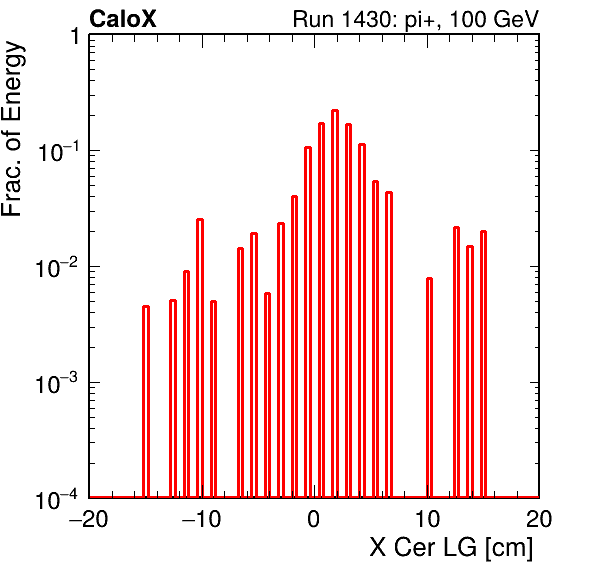 CaloX Run 1430: pi+, 100 GeV
Frac. of Energy
1
10⁻¹
10⁻²
10⁻³
10⁻⁴
−20 −10 0 10 20
X Cer LG [cm]